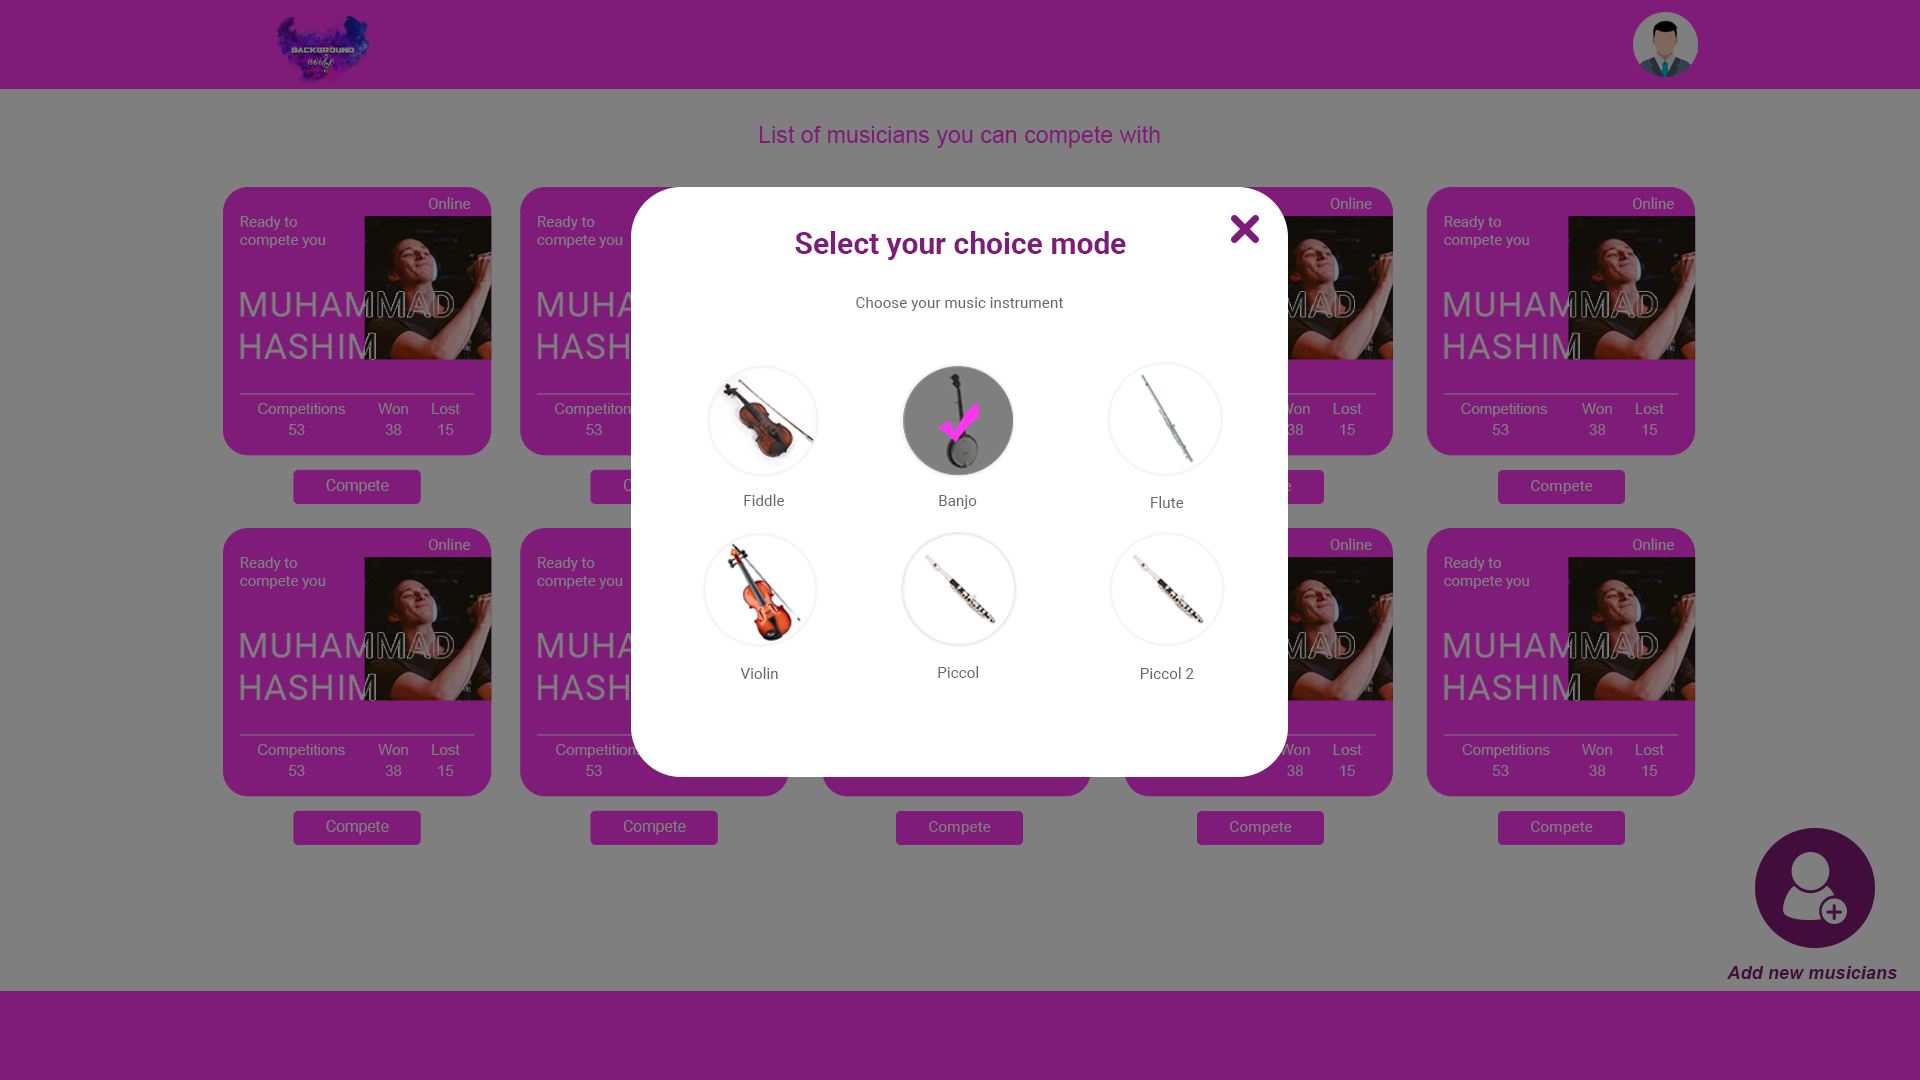 BACKGROUND
noise
List of musicians you can compete with
Online
Ready to
compete you
MUHAMMAD
HASHIM
Competitions Won Lost
53 38 15
Compete
Ready to
compete you
MUHA
HASH
Competiton
53
C
Select your choice mode
Choose your music instrument
Fiddle
Banjo
Flute
Violin
Piccol
Piccol 2
Online
MAD
Won Lost
38 15
e
Online
Ready to
compete you
MUHAMMAD
HASHIM
Competitions Won Lost
53 38 15
Compete
Online
Ready to
compete you
MUHAMMAD
HASHIM
Competitions Won Lost
53 38 15
Compete
Ready to
compete you
MUHA
HASH
Competition
53
Compete
Compete
Online
MAD
Won Lost
38 15
Compete
Online
Ready to
compete you
MUHAMMAD
HASHIM
Competitions Won Lost
53 38 15
Compete
Add new musicians